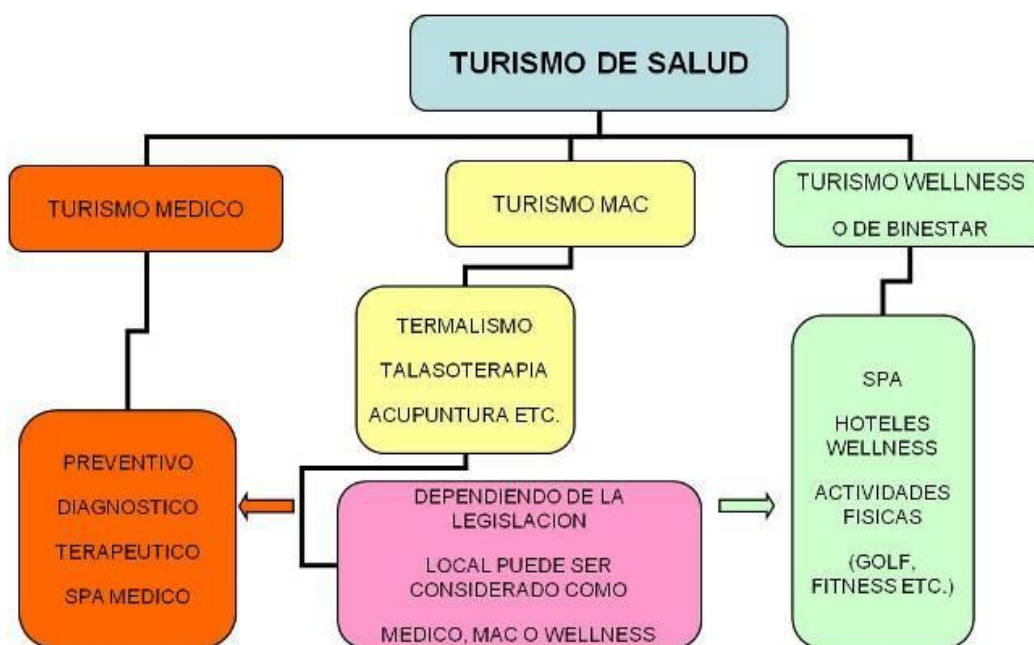 TURISMO DE SALUD
TURISMO MEDICO
TURISMO MAC
TURISMO WELLNESS
O DE BINESTAR
TERMALISMO
TALASOTERAPIA
ACUPUNTURA ETC.
PREVENTIVO
DIAGNOSTICO
TERAPEUTICO
SPA MEDICO
DEPENDIENDO DE LA
LEGISLACION
LOCAL PUEDE SER
CONSIDERADO COMO
MEDICO, MAC O WELLNESS
SPA
HOTELES
WELLNESS
ACTIVIDADES
FISICAS
(GOLF,
FITNESS ETC.)